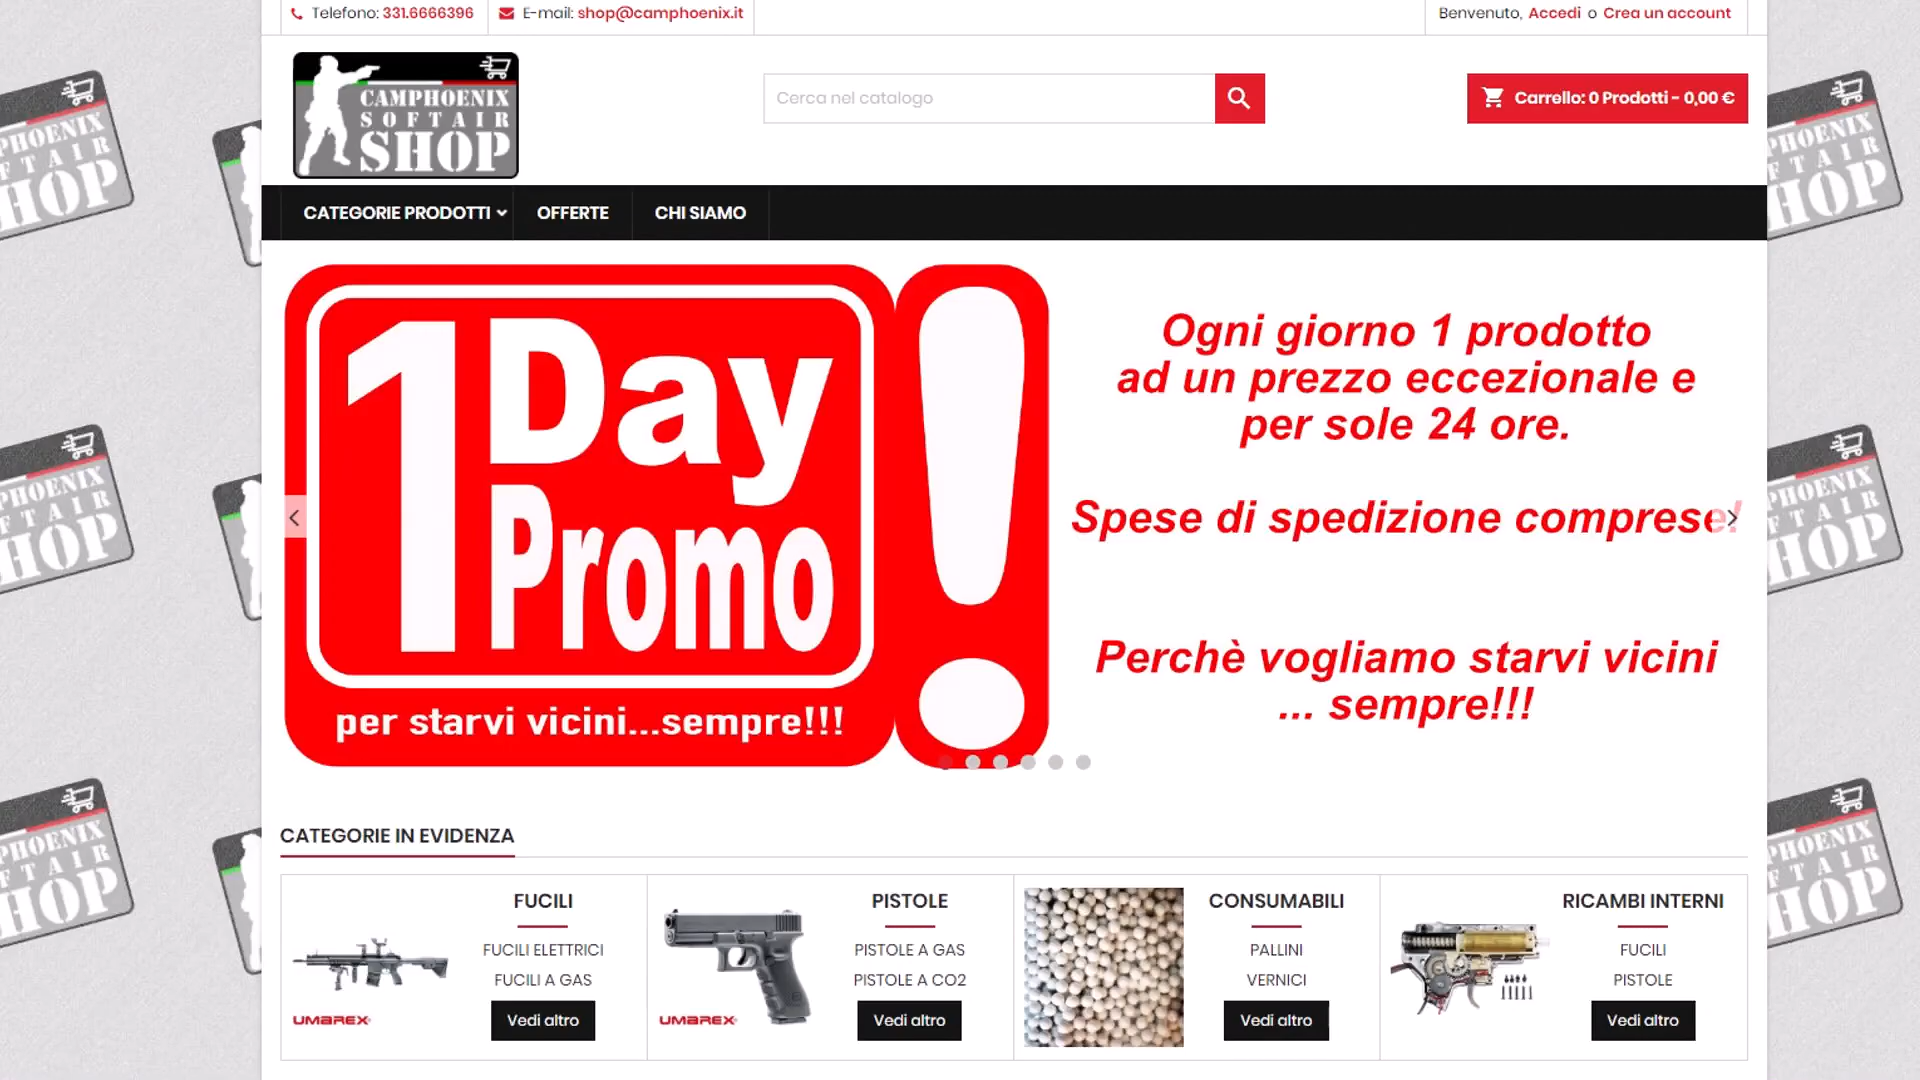 Telefono: 331.6666396
E-mail: shop@camphoenix.it
Benvenuto, Accedi o Crea un account
CAMPHOENIX
SOFTAIR
SHOP
Cerca nel catalogo
Carrello: 0 Prodotti - 0,00 €
CATEGORIE PRODOTTI
OFFERTE
CHI SIAMO
1 Day
Promo
!
per starvi vicini...sempre!!!
Ogni giorno 1 prodotto
ad un prezzo eccezionale e
per sole 24 ore.
Spese di spedizione comprese!
Perchè vogliamo starvi vicini
... sempre!!!
CATEGORIE IN EVIDENZA
UMAREX
FUCILI
FUCILI ELETTRICI
FUCILI A GAS
Vedi altro
UMAREX
PISTOLE
PISTOLE A GAS
PISTOLE A CO2
Vedi altro
CONSUMABILI
PALLINI
VERNICI
Vedi altro
RICAMBI INTERNI
FUCILI
PISTOLE
Vedi altro